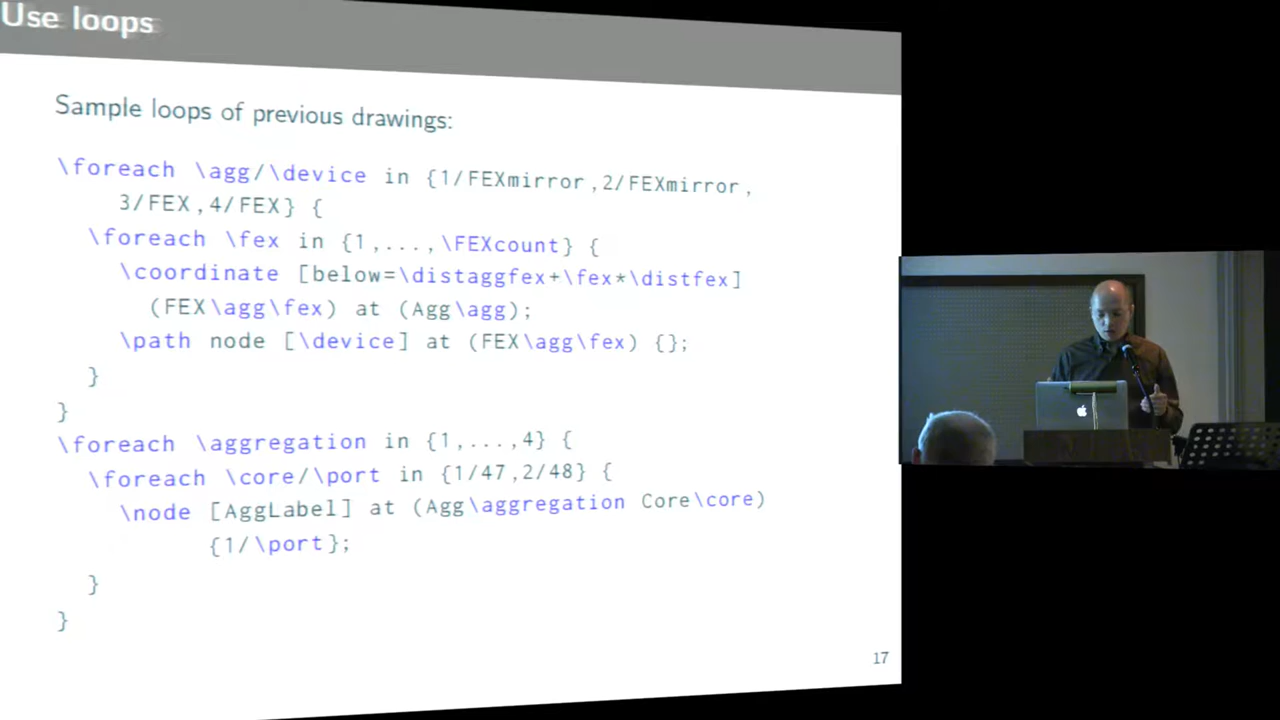 Use loops
Sample loops of previous drawings:
\foreach \agg/\device in {1/FEXmirror,2/FEXmirror,
3/FEX,4/FEX} {
\foreach \fex in {1,...,\FEXcount} {
\coordinate [below=\distaggfex+\fex*\distfex]
(FEX\agg\fex) at (Agg\agg);
\path node [\device] at (FEX\agg\fex) {};
}
}
\foreach \aggregation in {1,...,4} {
\foreach \core/\port in {1/47,2/48} {
\node [AggLabel] at (Agg\aggregation Core\core)
{1/\port};
}
}
17